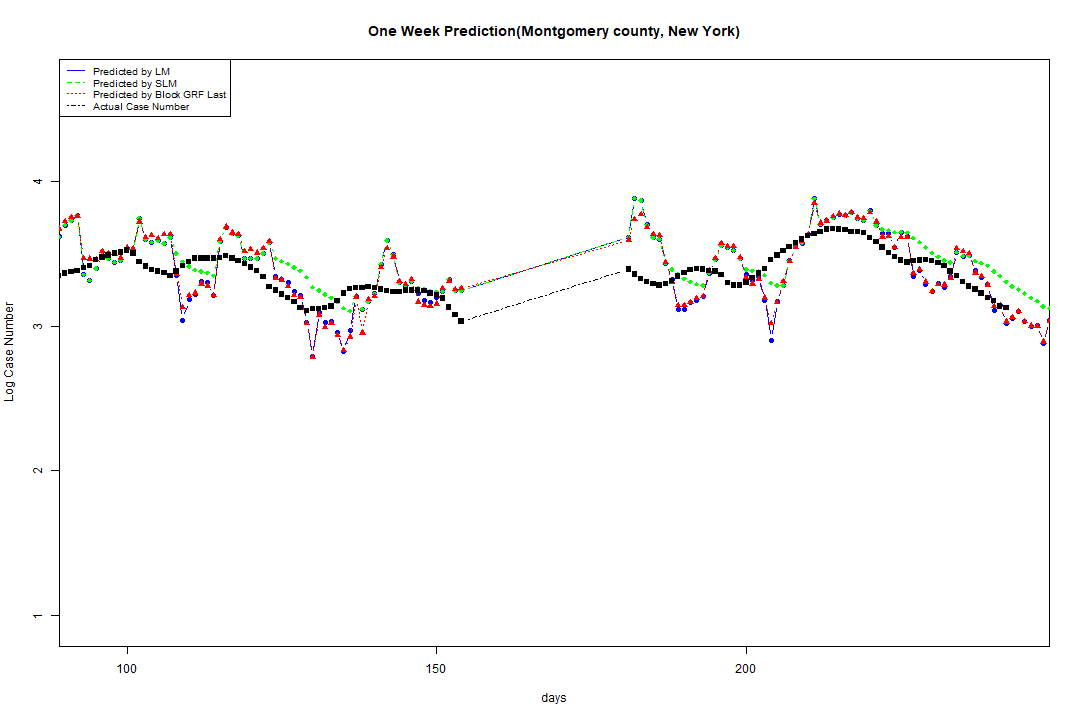 One Week Prediction(Montgomery county, New York)
Predicted by LM
Predicted by SLM
Predicted by Block GRF Last
Actual Case Number
4
3
2
1
Log Case Number
100 150 200
days